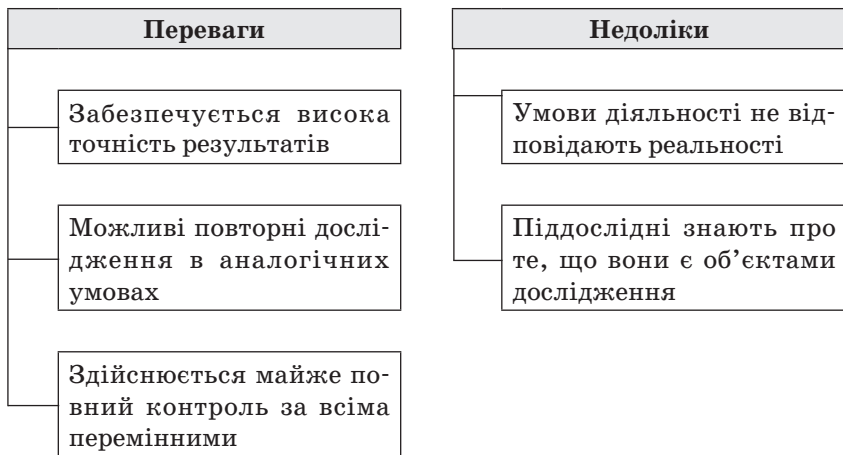 Переваги
Забезпечується висока
точність результатів
Можливі повторні дослі-
дження в аналогічних
умовах
Здійснюється майже по-
вний контроль за всіма
перемінними
Недоліки
Умови діяльності не від-
повідають реальності
Піддослідні знають про
те, що вони є об’єктами
дослідження